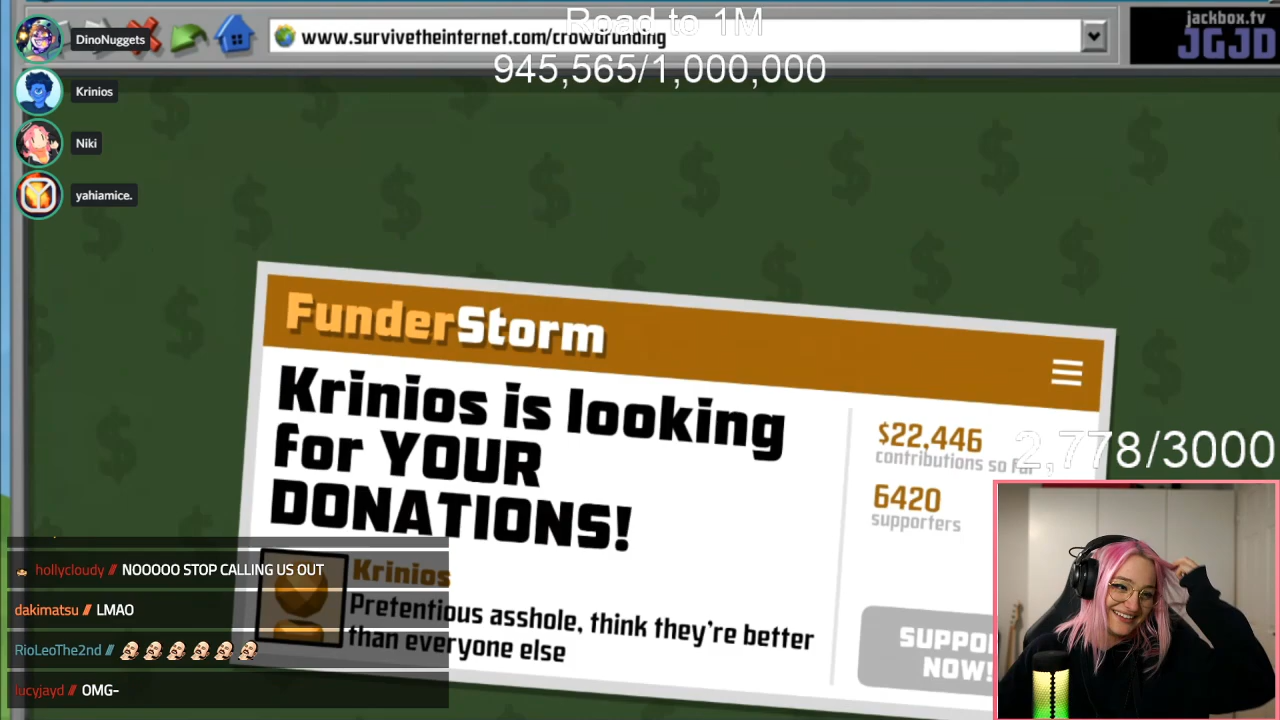 DinoNuggets
Krinios
Niki
yahiamice.
www.survivetheinternet.com/crowdfunding
Road to 1M
945,565/1,000,000
jackbox.tv
JGJD
FunderStorm
Krinios is looking
for YOUR
DONATIONS!
Krinios
Pretentious asshole, think they're better
than everyone else
$22,446
contributions so far
6420
supporters
SUPPO
NOW!
2,778/3000
hollycloudy // NOOOOO STOP CALLING US OUT
dakimatsu // LMAO
RioLeoThe2nd //
lucyjayd // OMG-